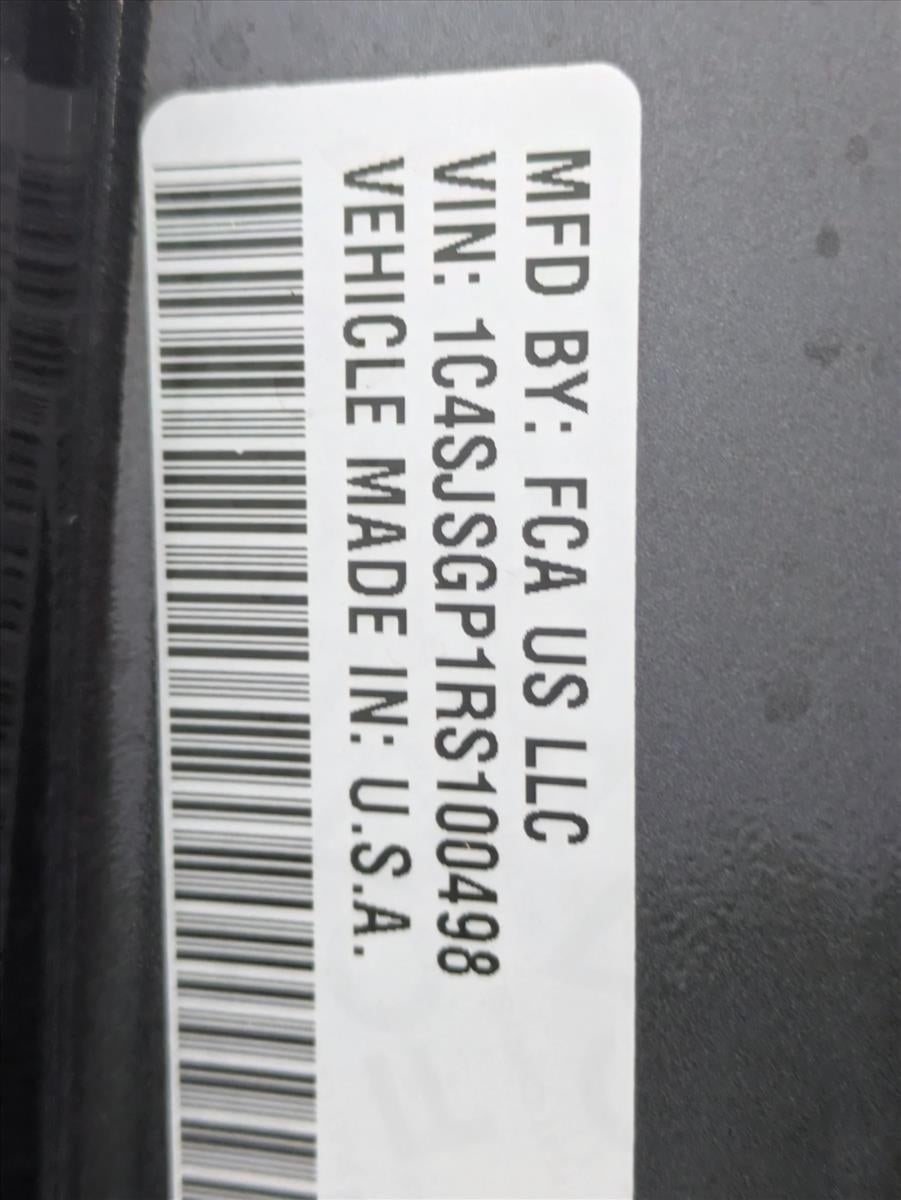 MFD BY: FCA US LLC
VIN: 1C4SJSGP1RS100498
VEHICLE MADE IN: U.S.A.